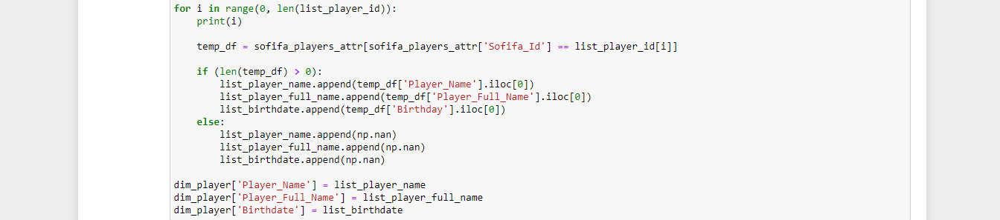 for i in range(0, len(list_player_id)):
    print(i)
    temp_df = sofifa_players_attr[sofifa_players_attr['Sofifa_Id'] == list_player_id[i]]
    if (len(temp_df) > 0):
        list_player_name.append(temp_df['Player_Name'].iloc[0])
        list_player_full_name.append(temp_df['Player_Full_Name'].iloc[0])
        list_birthdate.append(temp_df['Birthday'].iloc[0])
    else:
        list_player_name.append(np.nan)
        list_player_full_name.append(np.nan)
        list_birthdate.append(np.nan)
dim_player['Player_Name'] = list_player_name
dim_player['Player_Full_Name'] = list_player_full_name
dim_player['Birthdate'] = list_birthdate